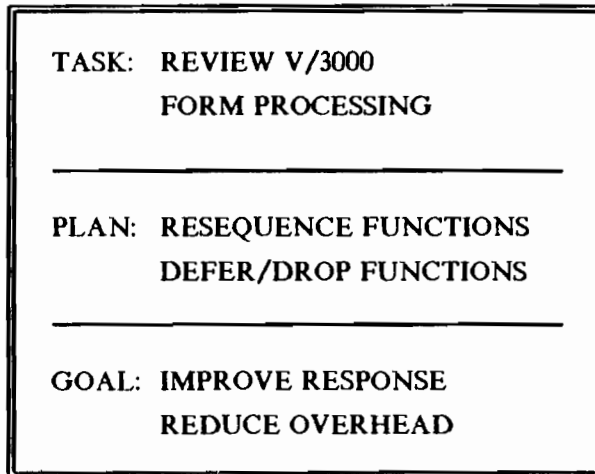 TASK: REVIEW V/3000
FORM PROCESSING
PLAN: RESEQUENCE FUNCTIONS
DEFER/DROP FUNCTIONS
GOAL: IMPROVE RESPONSE
REDUCE OVERHEAD